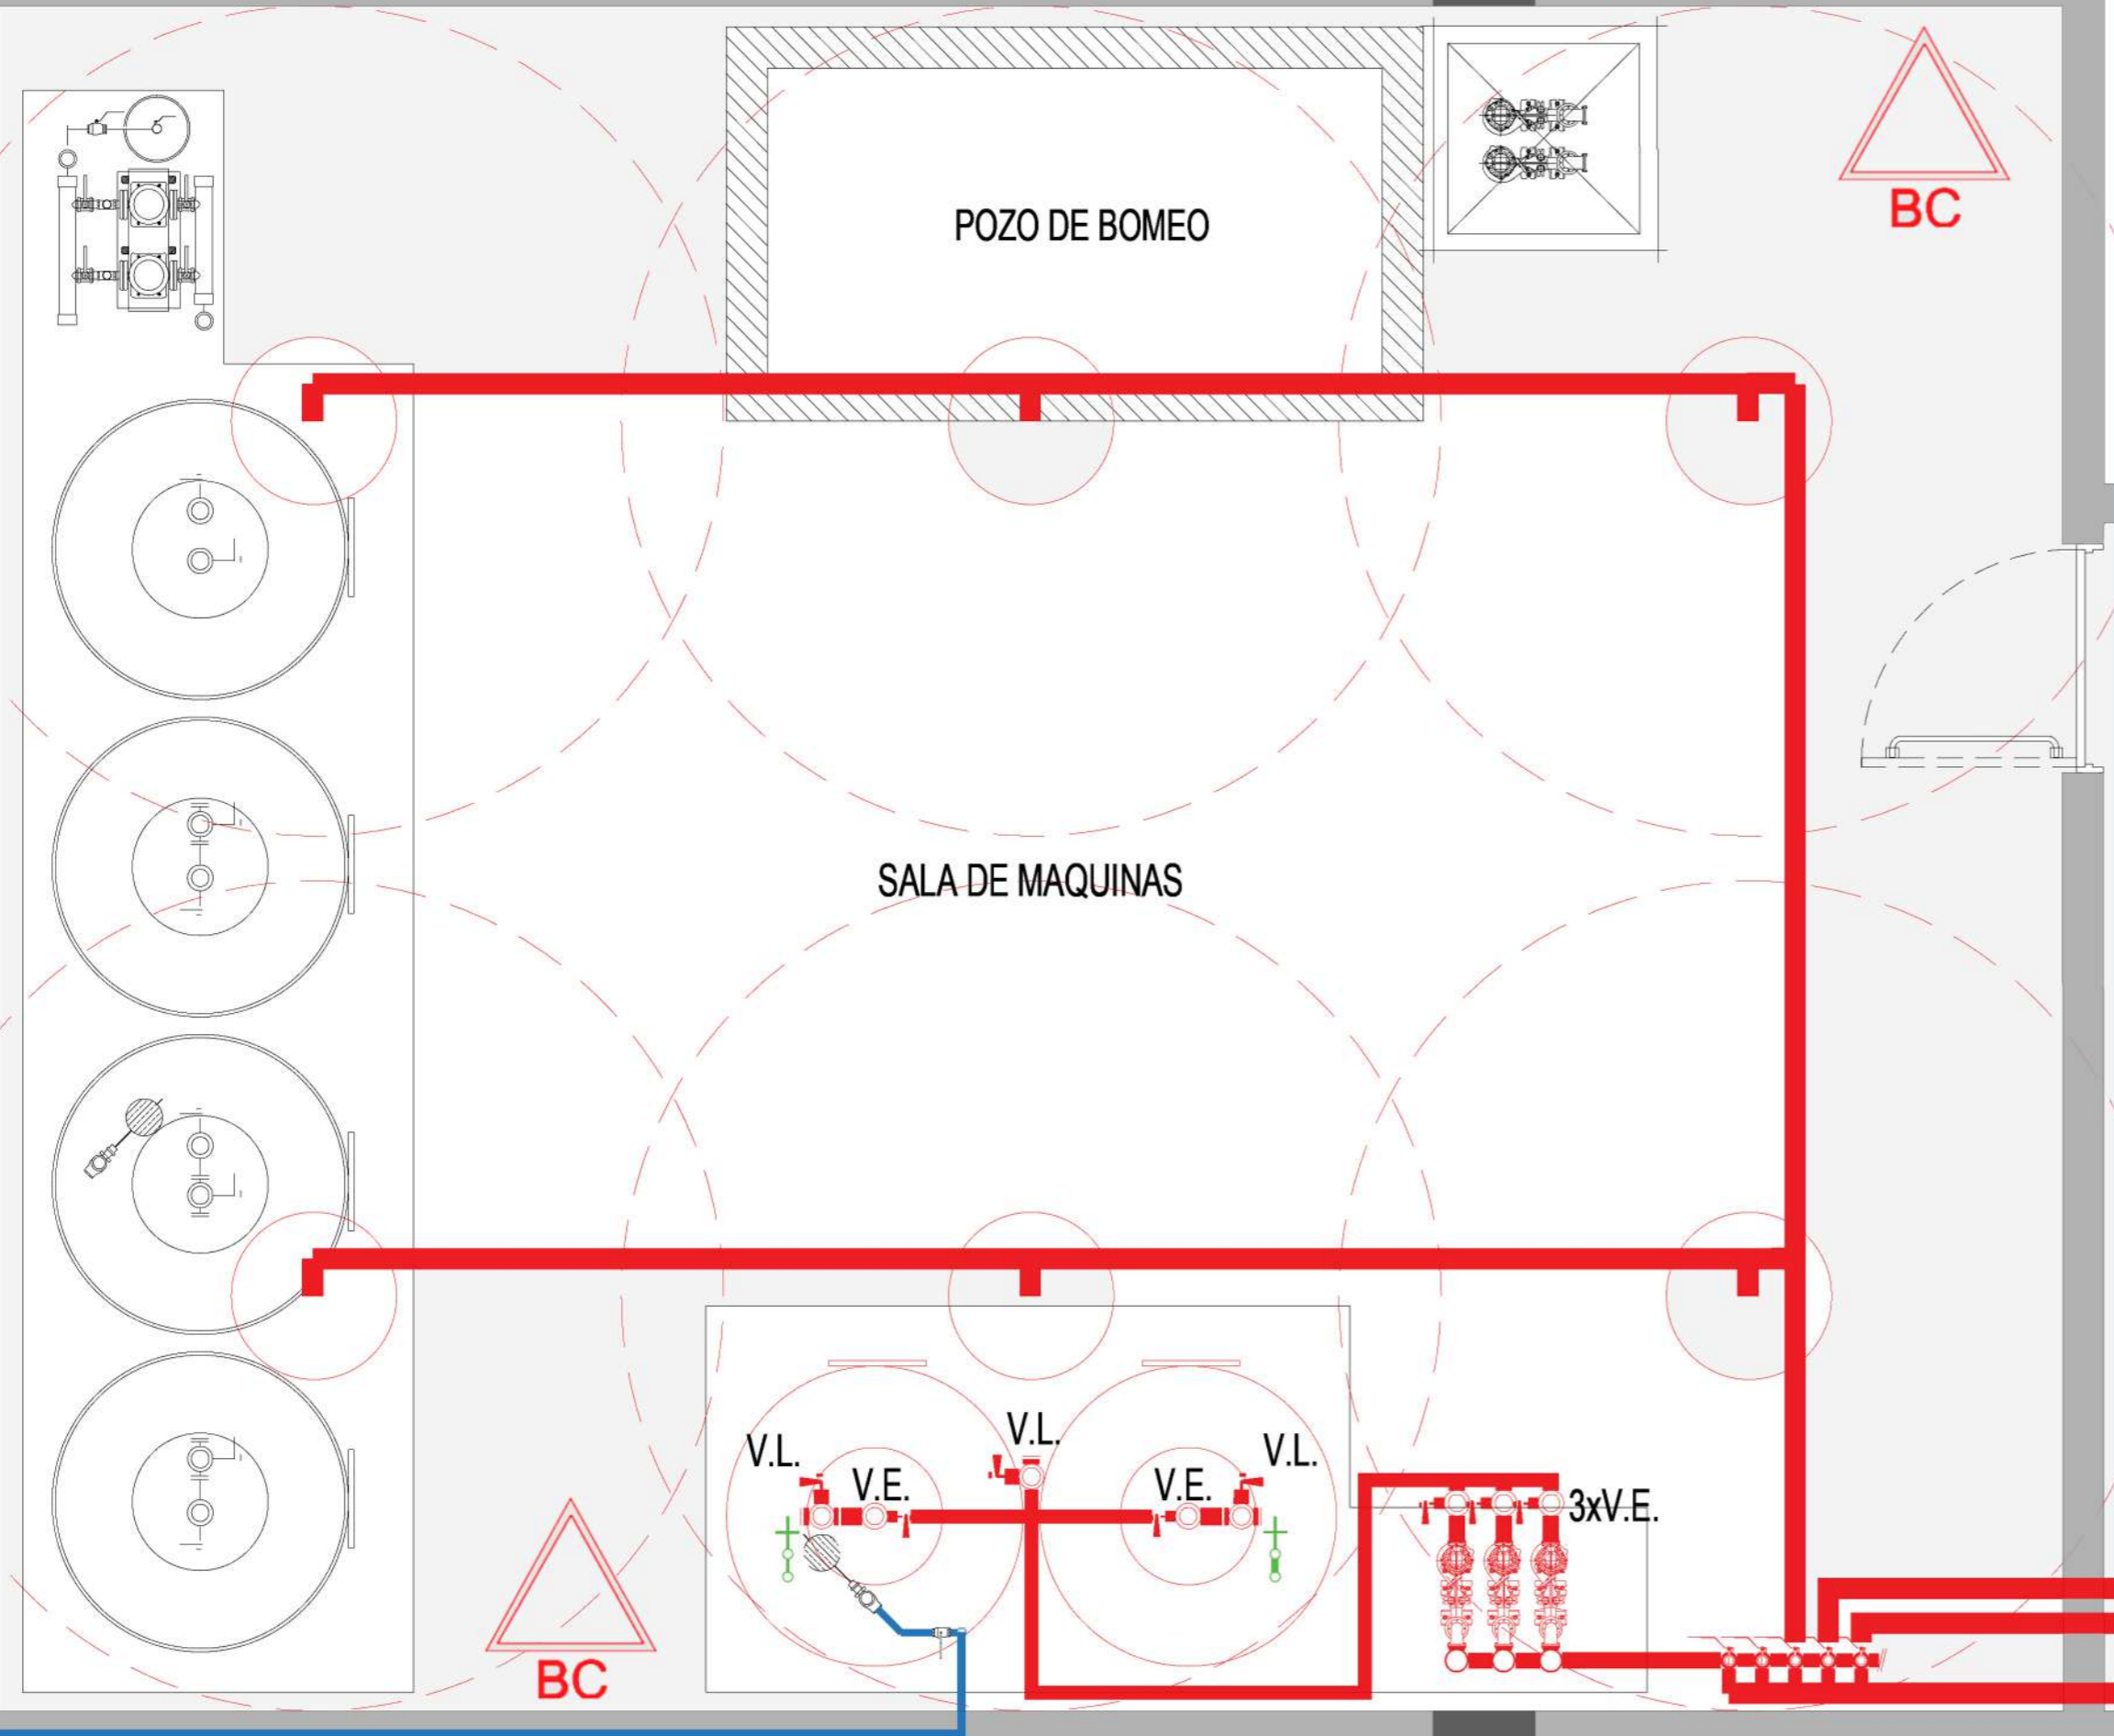 BC
POZO DE BOMEO
SALA DE MAQUINAS
V.L.
V.L.
V.L.
V.E.
V.E.
3xV.E.
BC